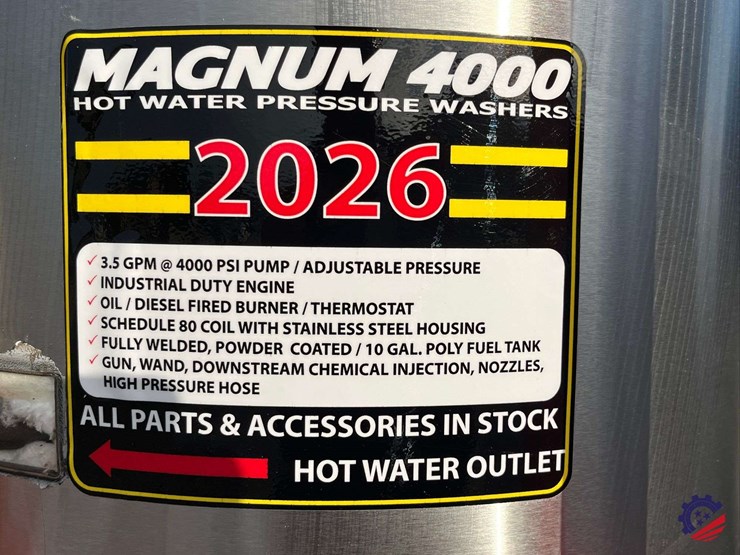 MAGNUM 4000
HOT WATER PRESSURE WASHERS
2026
✓ 3.5 GPM @ 4000 PSI PUMP / ADJUSTABLE PRESSURE
✓ INDUSTRIAL DUTY ENGINE
✓ OIL / DIESEL FIRED BURNER / THERMOSTAT
✓ SCHEDULE 80 COIL WITH STAINLESS STEEL HOUSING
✓ FULLY WELDED, POWDER COATED / 10 GAL. POLY FUEL TANK
✓ GUN, WAND, DOWNSTREAM CHEMICAL INJECTION, NOZZLES,
HIGH PRESSURE HOSE
ALL PARTS & ACCESSORIES IN STOCK
HOT WATER OUTLET